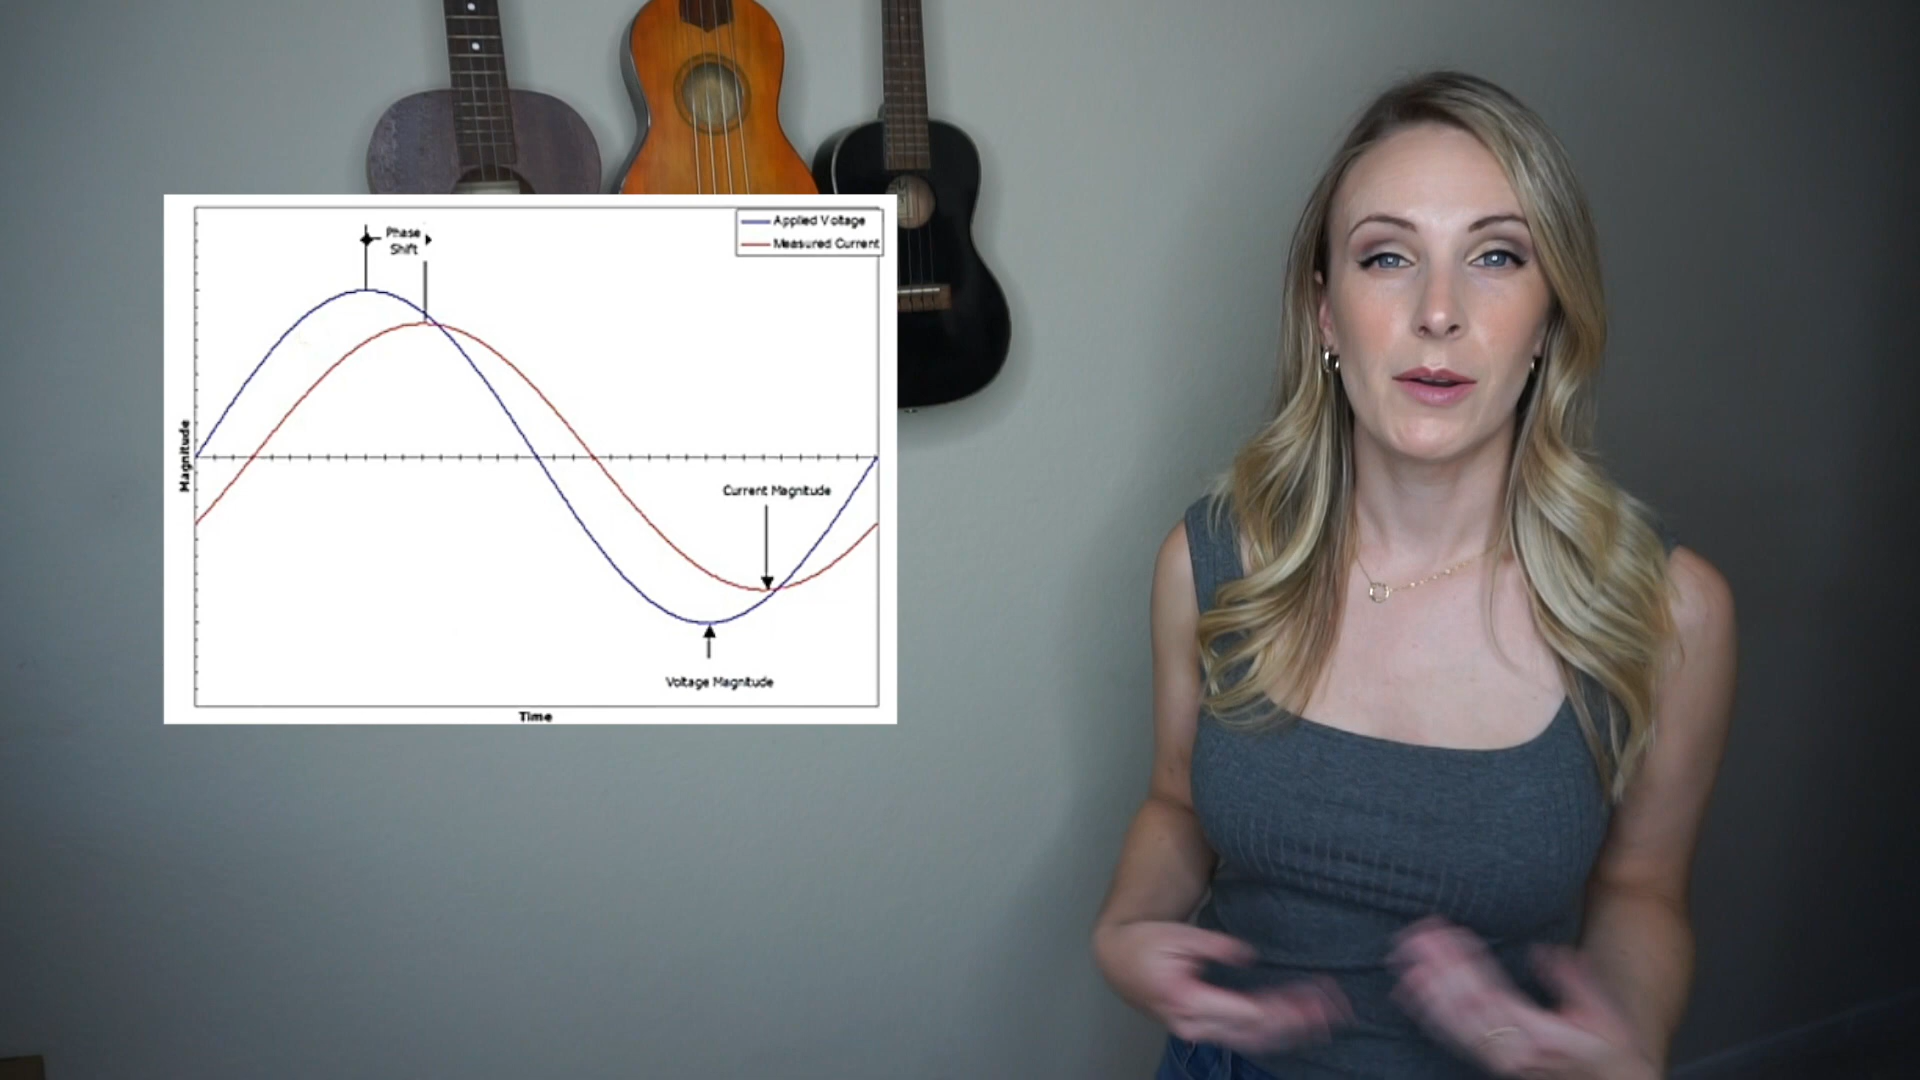 Applied Voltage
Measured Current
Phase
Shift
Magnitude
Current Magnitude
Voltage Magnitude
Time